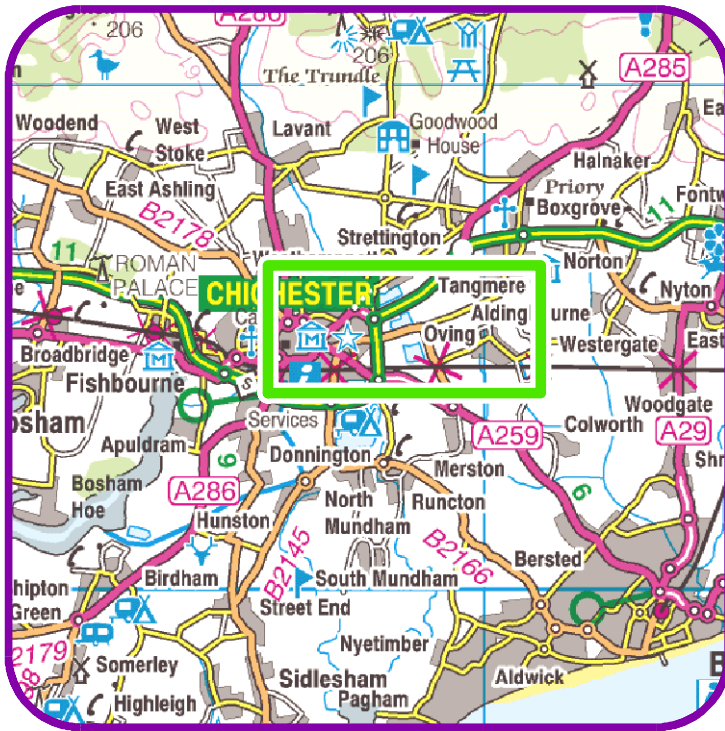 A286
206
206
The Trundle
A285
Woodend
West
Stoke
Lavant
Goodwood
House
Halnaker
East Ashling
Priory
Boxgrove
11
B2178
Strettington
11
ROMAN
PALACE
Norton
CHICHESTER
Tangmere
Nyton
Alding
urne
Oving
Westergate
East
Broadbridge
Fishbourne
Woodgate
osham
Services
Colworth
A259
A29
Apuldram
9
Donnington
Merston
Bosham
Hoe
A286
North
Mundham
Runcton
9
Hunston
B2145
B2166
Bersted
Birdham
South Mundham
hipton
Green
Street End
2179
Nyetimber
Somerley
Sidlesham
Aldwick
B
Highleigh
Pagham